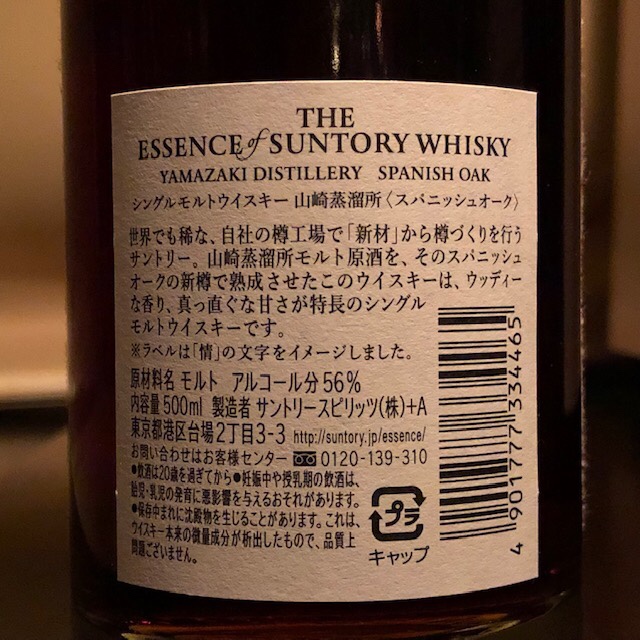 THE
ESSENCE of SUNTORY WHISKY
YAMAZAKI DISTILLERY SPANISH OAK
シングルモルトウイスキー 山崎蒸溜所〈スパニッシュオーク〉
世界でも稀な、自社の樽工場で「新材」から樽づくりを行う
サントリー。山崎蒸溜所モルト原酒を、そのスパニッシュ
オークの新樽で熟成させたこのウイスキーは、ウッディー
な香り、真っ直ぐな甘さが特長のシングル
モルトウイスキーです。
※ラベルは「情」の文字をイメージしました。
原材料名 モルト アルコール分56%
内容量500ml 製造者 サントリースピリッツ(株)+A
東京都港区台場2丁目3-3 http://suntory.jp/essence/
お問い合わせはお客様センター 0120-139-310
●飲酒は20歳を過ぎてから●妊娠中や授乳期の飲酒は、
胎児・乳児の発育に悪影響を与えるおそれがあります。
●保存中まれに沈殿物を生じることがあります。これは、
ウイスキー本来の微量成分が析出したもので、品質上
問題ございません。
プラ
キャップ
4 901777 334465